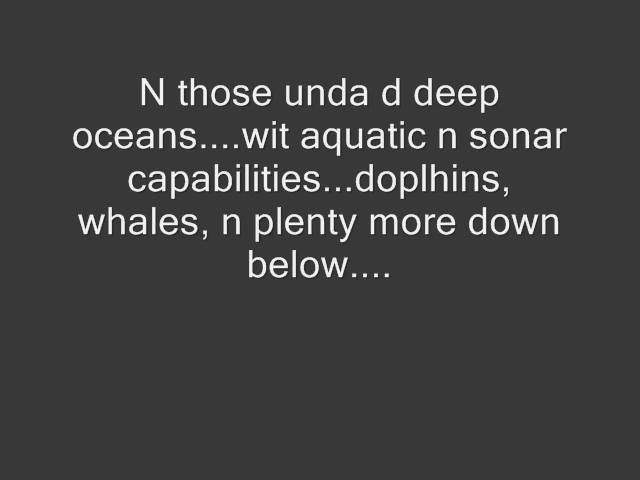 N those unda d deep
oceans....wit aquatic n sonar
capabilities...doplhins,
whales, n plenty more down
below....